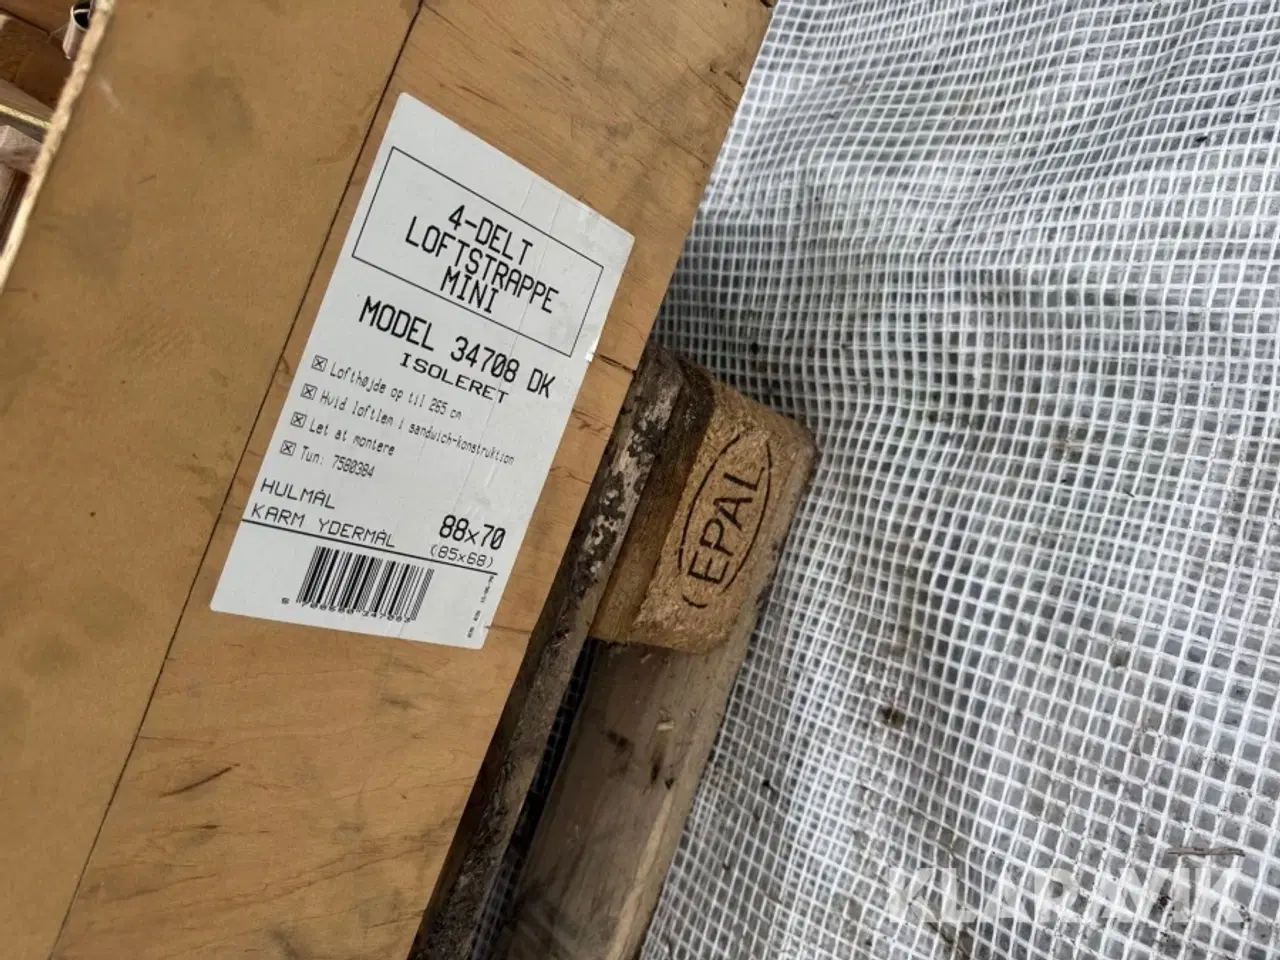 4-DELT
LOFTSTRAPPE
MINI
MODEL 34708 DK
ISOLERET
☒ Lofthøjde op til 265 cm
☒ Hvid loftlem i sandwich-konstruktion
☒ Let at montere
☒ Tun: 7580384
HULMÅL 88x70
KARM YDERMÅL (85x68)
EPAL
KLARAVIK